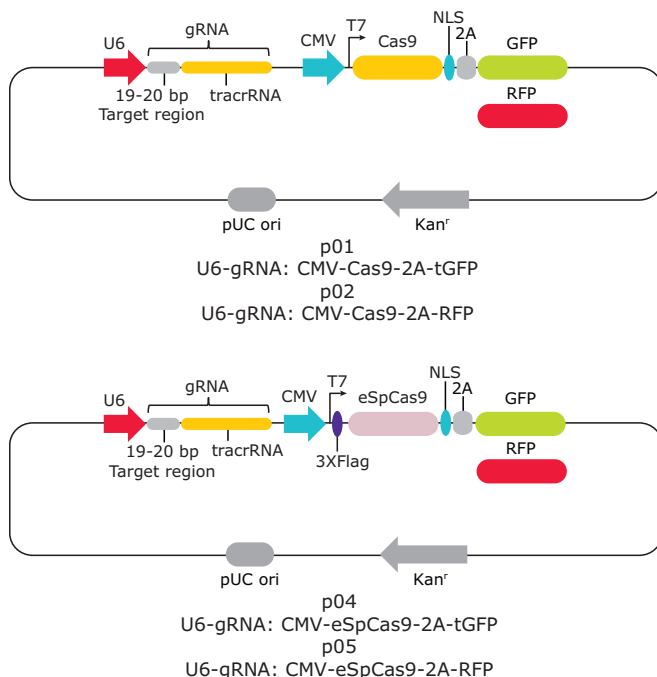 U6
gRNA
CMV
T7
Cas9
NLS
2A
GFP
19-20 bp
Target region
tracrRNA
RFP
pUC ori
Kanʳ
p01
U6-gRNA: CMV-Cas9-2A-tGFP
p02
U6-gRNA: CMV-Cas9-2A-RFP
U6
gRNA
CMV
T7
eSpCas9
NLS
2A
GFP
19-20 bp
Target region
tracrRNA
3XFlag
RFP
pUC ori
Kanʳ
p04
U6-gRNA: CMV-eSpCas9-2A-tGFP
p05
U6-gRNA: CMV-eSpCas9-2A-RFP